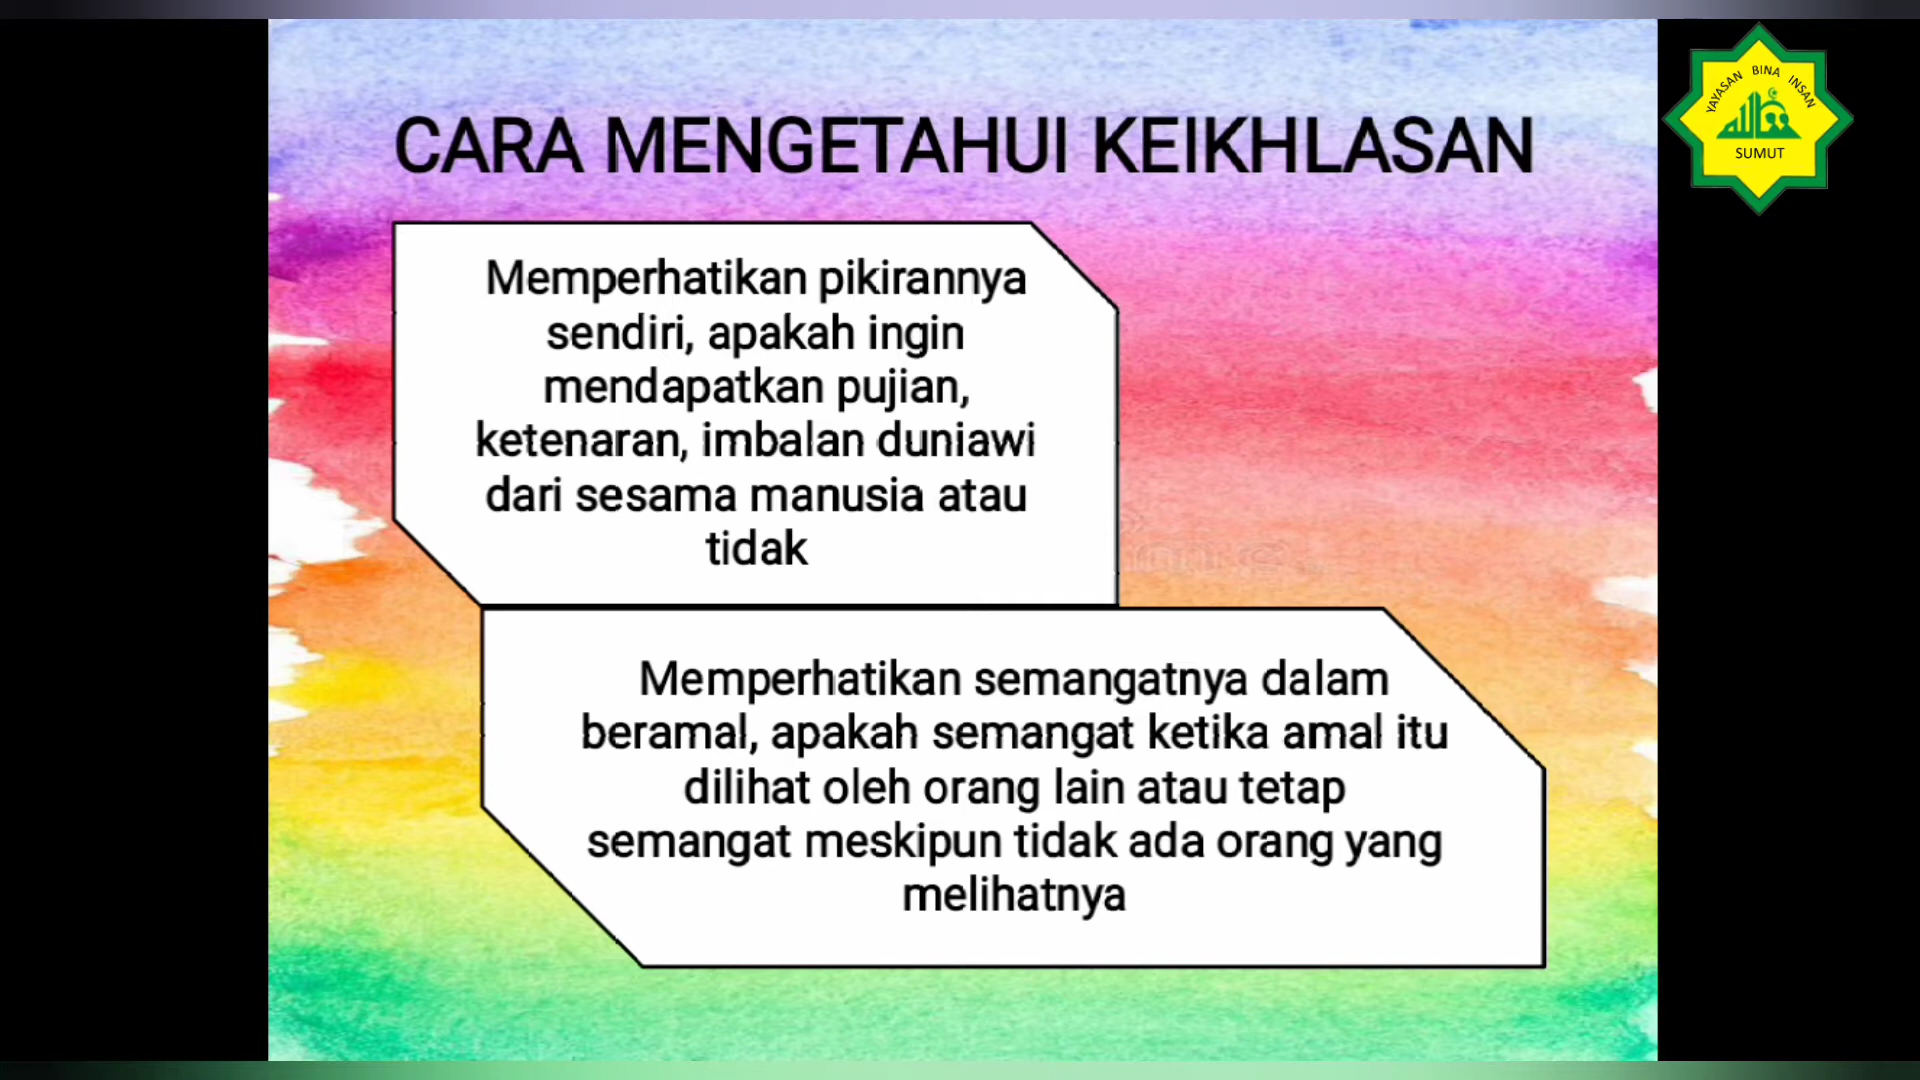 CARA MENGETAHUI KEIKHLASAN
Memperhatikan pikirannya
sendiri, apakah ingin
mendapatkan pujian,
ketenaran, imbalan duniawi
dari sesama manusia atau
tidak
Memperhatikan semangatnya dalam
beramal, apakah semangat ketika amal itu
dilihat oleh orang lain atau tetap
semangat meskipun tidak ada orang yang
melihatnya
YAYASAN BINA INSAN
SUMUT